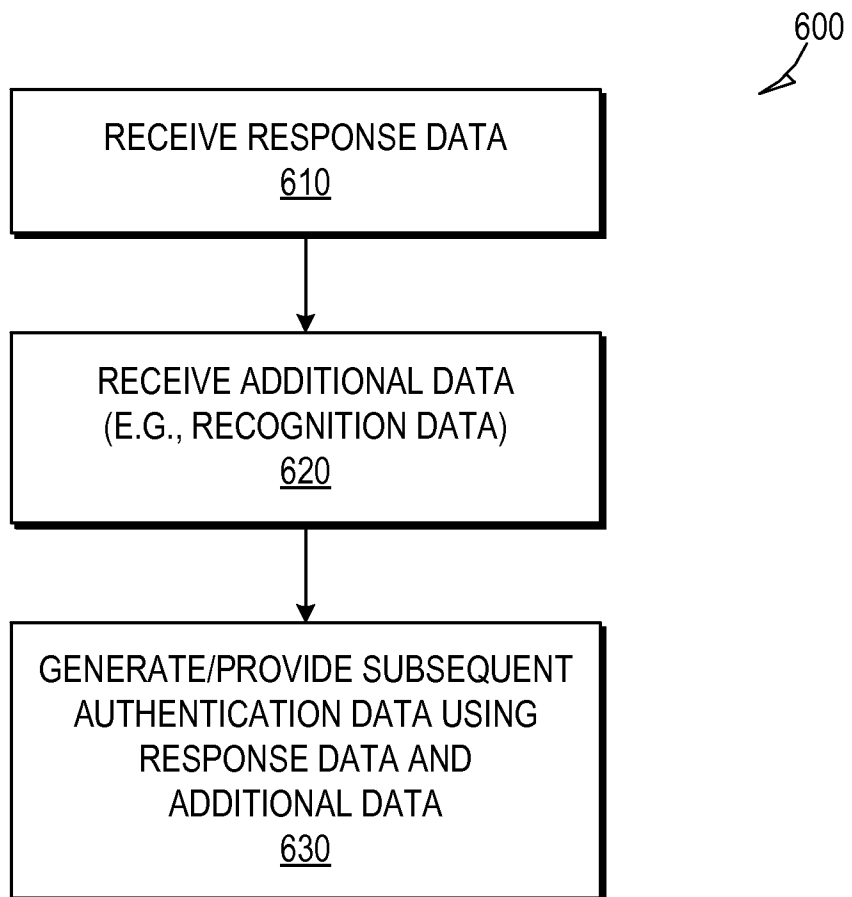 600
RECEIVE RESPONSE DATA
610
RECEIVE ADDITIONAL DATA
(E.G., RECOGNITION DATA)
620
GENERATE/PROVIDE SUBSEQUENT
AUTHENTICATION DATA USING
RESPONSE DATA AND
ADDITIONAL DATA
630